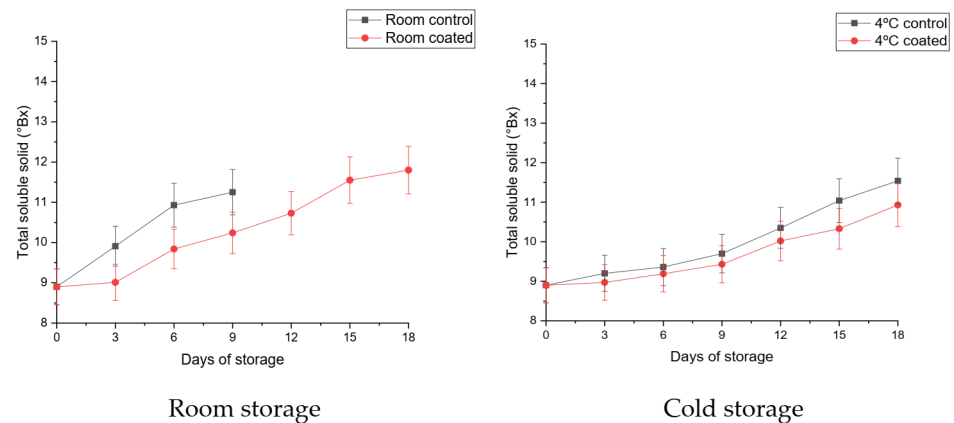 Room control
Room coated
15
14
13
12
11
10
9
8
0 3 6 9 12 15 18
Total soluble solid (°Bx)
Days of storage
Room storage
4ºC control
4ºC coated
15
14
13
12
11
10
9
8
0 3 6 9 12 15 18
Total soluble solid (°Bx)
Days of storage
Cold storage